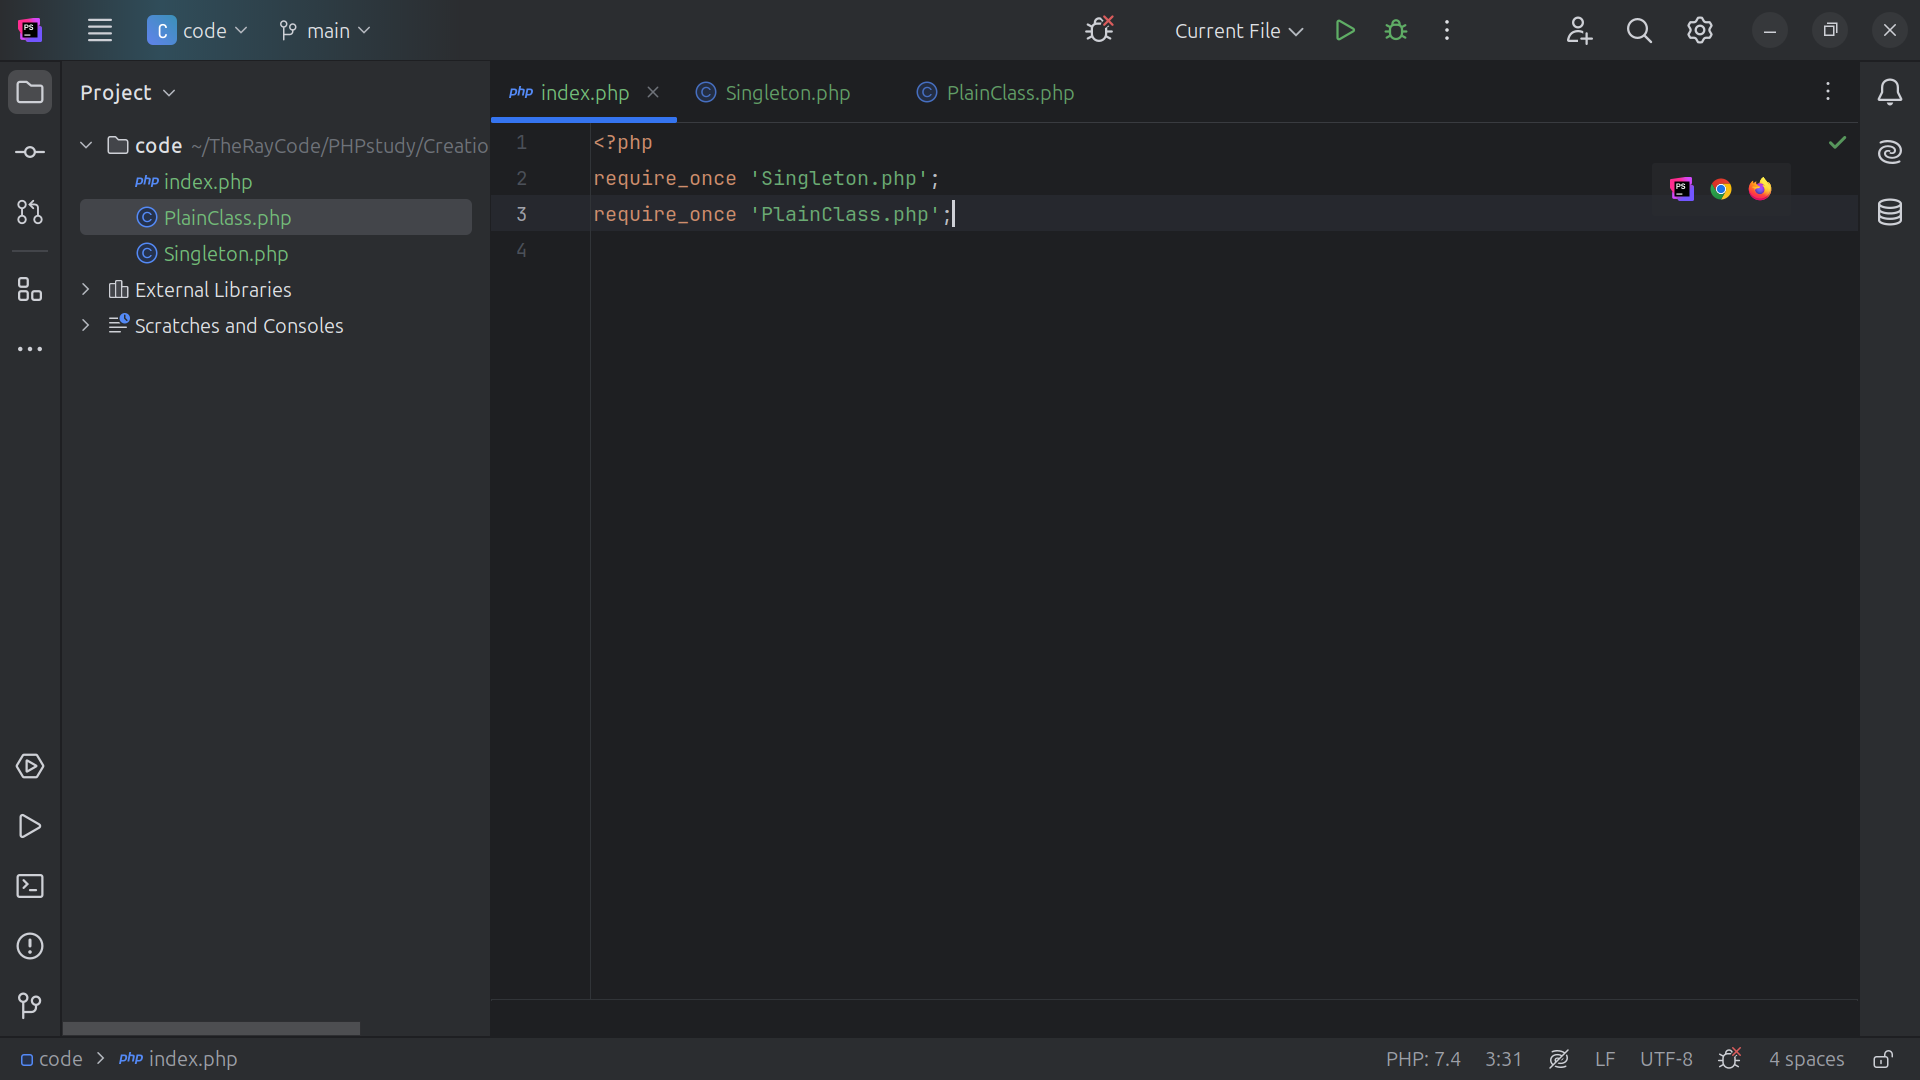 PS
C code main
Current File
Project
php index.php
C Singleton.php
C PlainClass.php
code ~/TheRayCode/PHPstudy/Creatio
php index.php
C PlainClass.php
C Singleton.php
External Libraries
Scratches and Consoles
1 <?php
2 require_once 'Singleton.php';
3 require_once 'PlainClass.php';
4
PS
code > php index.php
PHP: 7.4 3:31 LF UTF-8 4 spaces